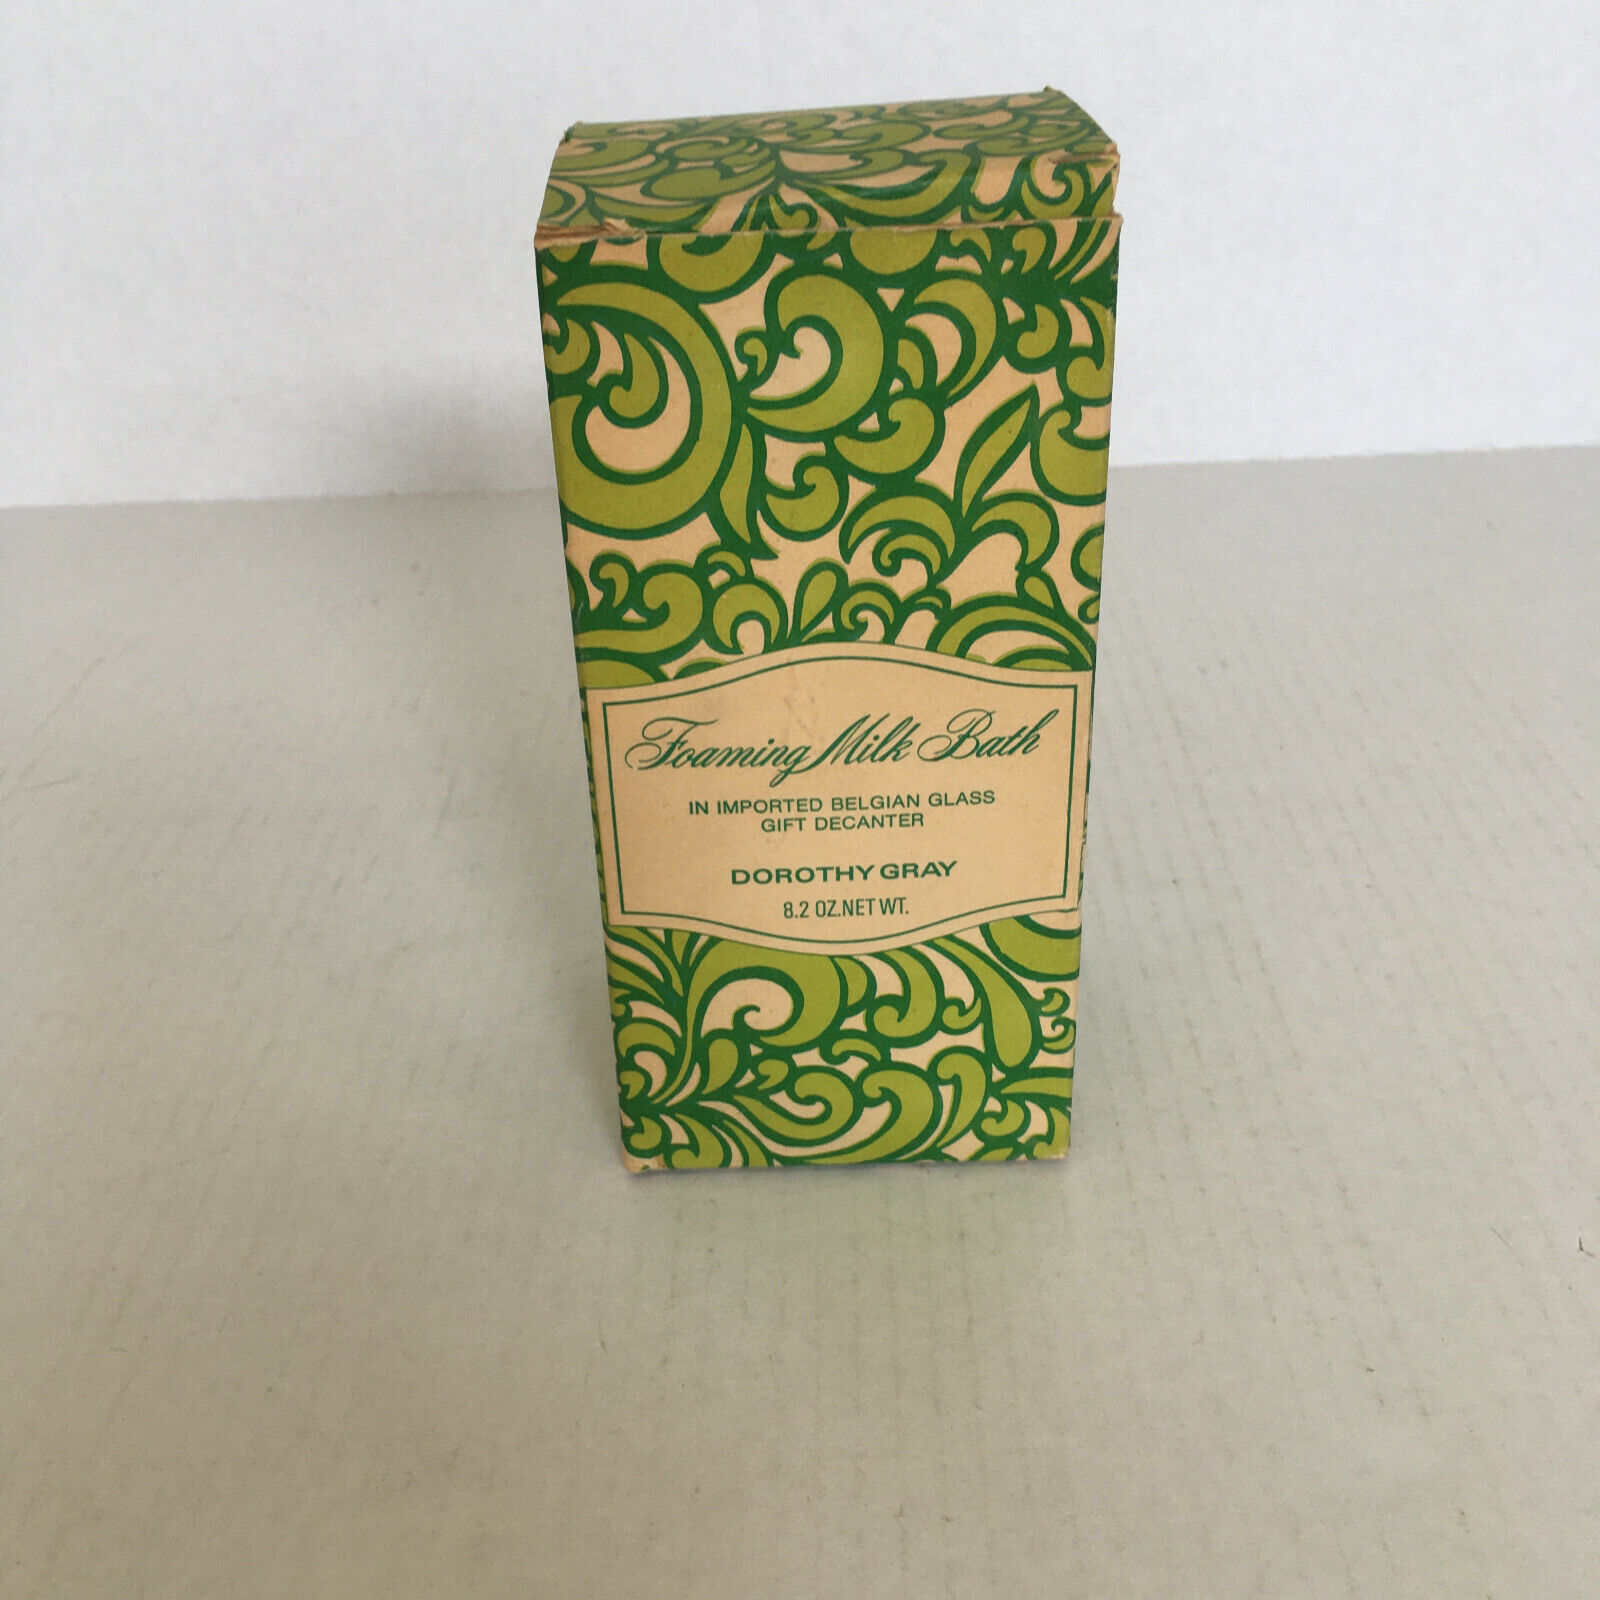 Foaming Milk Bath
IN IMPORTED BELGIAN GLASS
GIFT DECANTER
DOROTHY GRAY
8.2 OZ.NET WT.